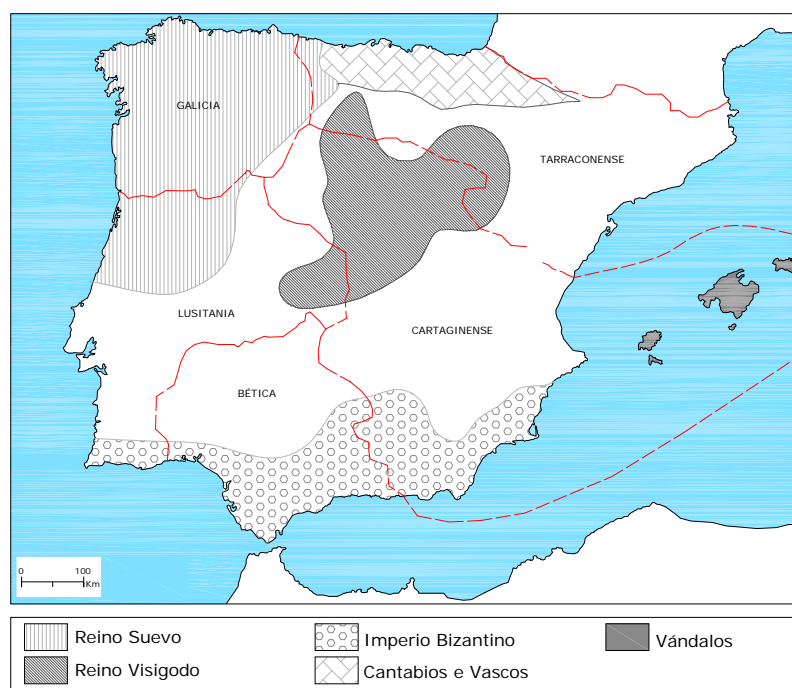 GALICIA
TARRACONENSE
LUSITANIA
CARTAGINENSE
BÉTICA
0 100
Km
Reino Suevo
Imperio Bizantino
Vándalos
Reino Visigodo
Cantabios e Vascos